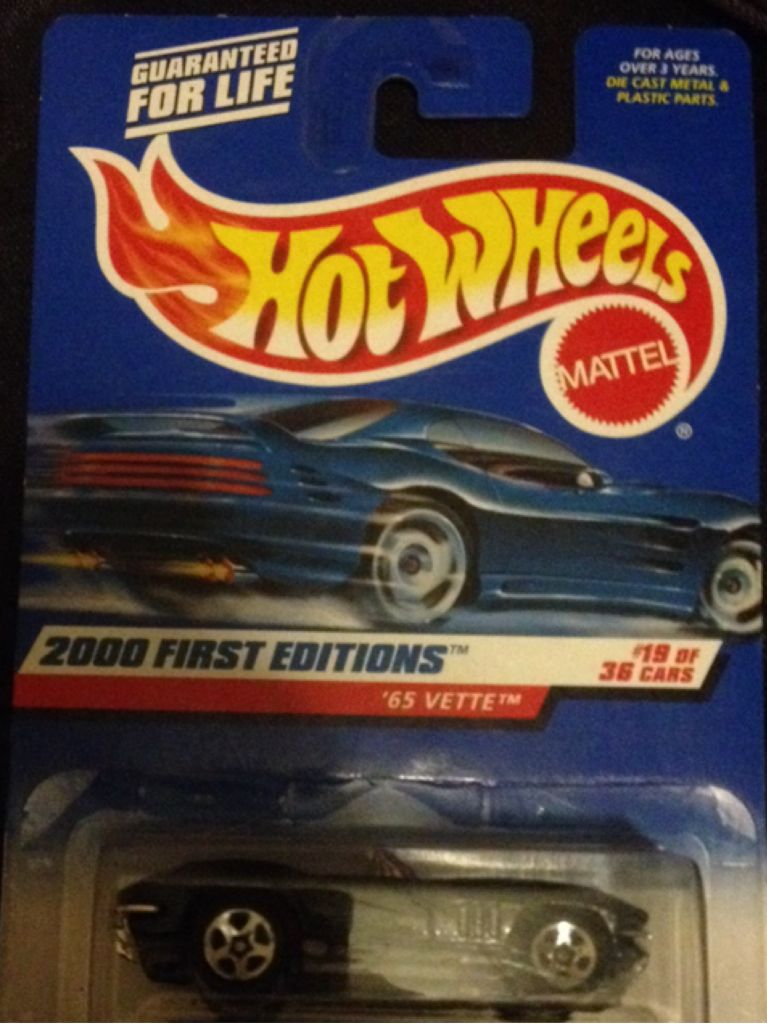 GUARANTEED
FOR LIFE
FOR AGES
OVER 3 YEARS.
DIE CAST METAL &
PLASTIC PARTS.
HOT WHEELS
MATTEL
®
2000 FIRST EDITIONS™
#19 OF
36 CARS
'65 VETTE™